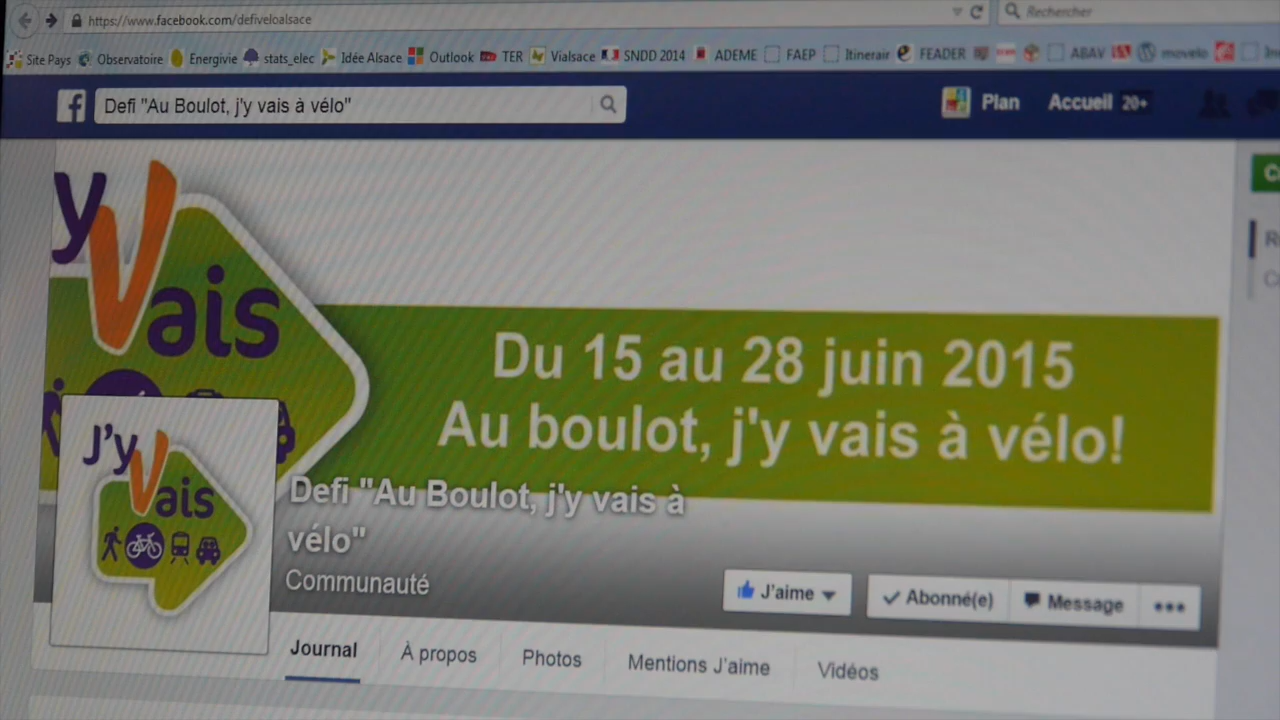 https://www.facebook.com/defiveloalsace
Rechercher
Site Pays Observatoire Energivie stats_elec Idée Alsace Outlook TER Vialsace SNDD 2014 ADEME FAEP Itinerair FEADER ABAV movelo
Defi "Au Boulot, j'y vais à vélo"
Plan Accueil 20+
y Vais
Du 15 au 28 juin 2015
Au boulot, j'y vais à vélo!
J'y Vais
Defi "Au Boulot, j'y vais à
vélo"
Communauté
J'aime Abonné(e) Message
Journal À propos Photos Mentions J'aime Vidéos